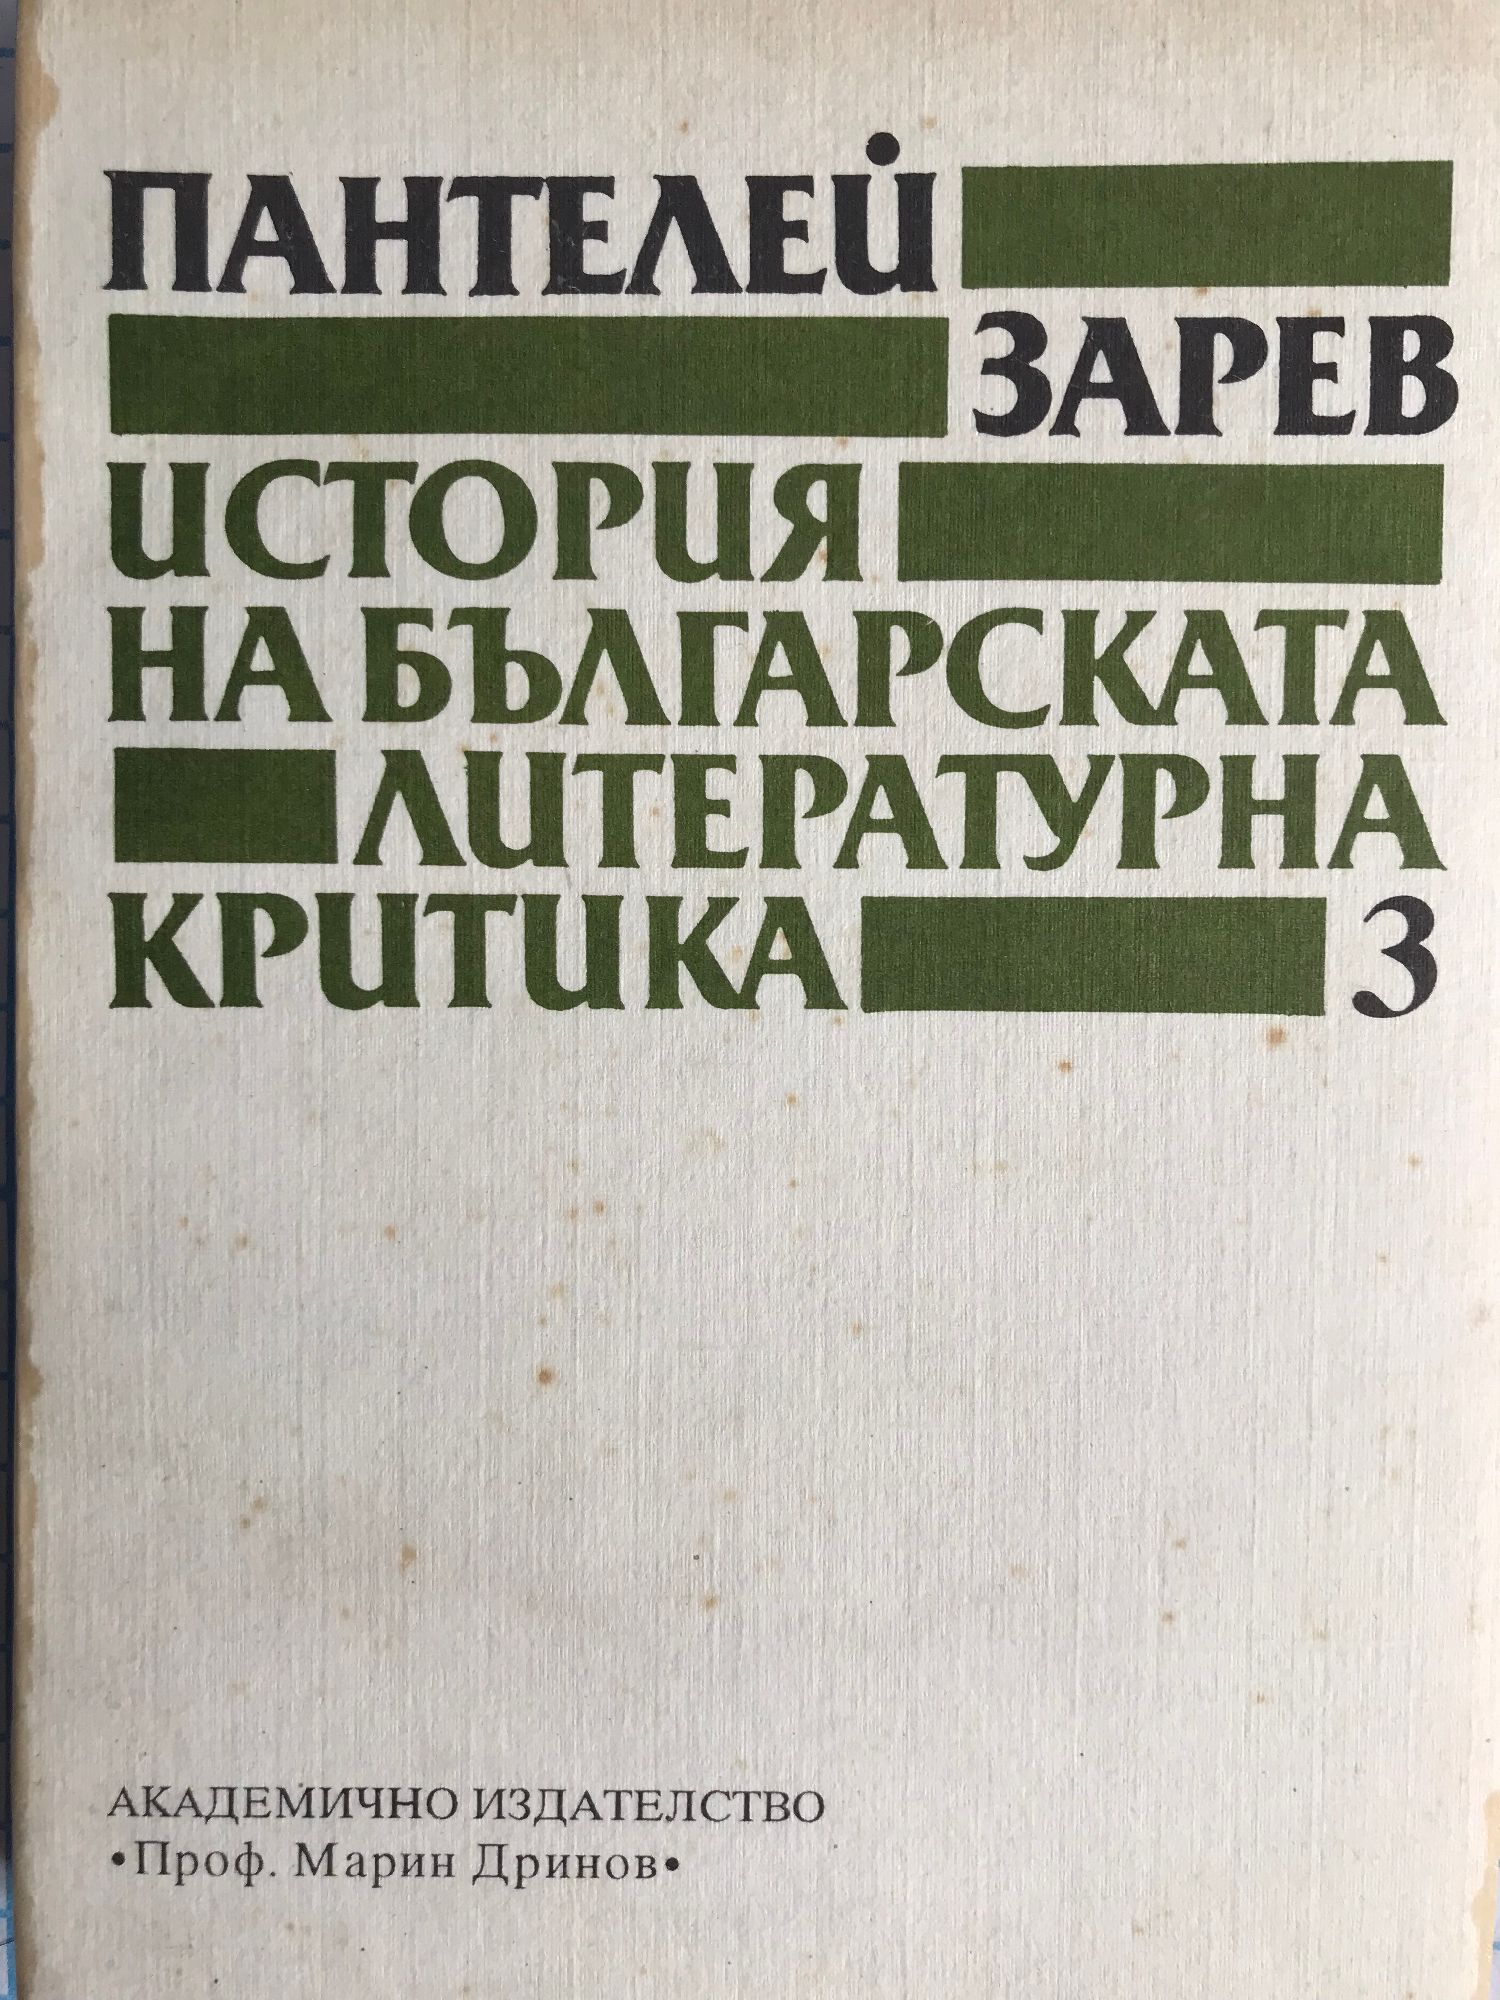 ПАНТЕЛЕЙ
ЗАРЕВ
ИСТОРИЯ
НА БЪЛГАРСКАТА
ЛИТЕРАТУРНА
КРИТИКА 3
АКАДЕМИЧНО ИЗДАТЕЛСТВО
•Проф. Марин Дринов•